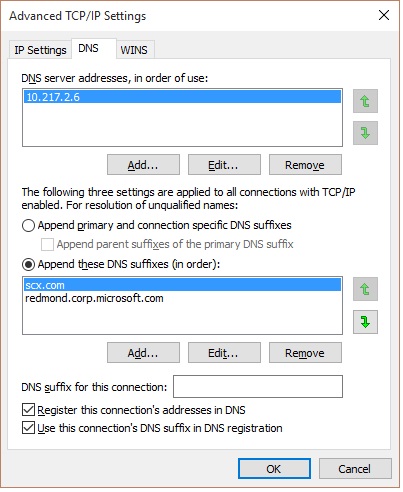 Advanced TCP/IP Settings
IP Settings DNS WINS
DNS server addresses, in order of use:
10.217.2.6
Add... Edit... Remove
The following three settings are applied to all connections with TCP/IP
enabled. For resolution of unqualified names:
Append primary and connection specific DNS suffixes
Append parent suffixes of the primary DNS suffix
Append these DNS suffixes (in order):
scx.com
redmond.corp.microsoft.com
Add... Edit... Remove
DNS suffix for this connection:
Register this connection's addresses in DNS
Use this connection's DNS suffix in DNS registration
OK Cancel